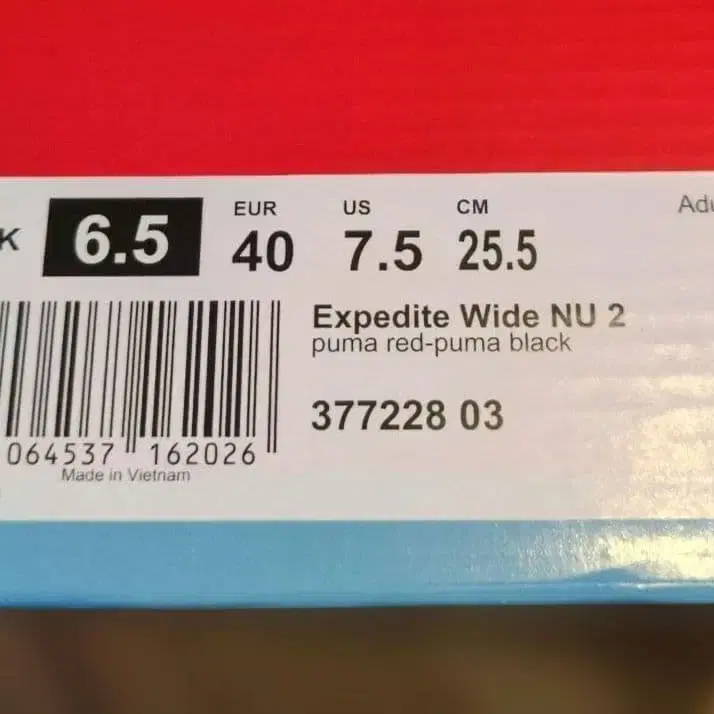 K 6.5 EUR 40 US 7.5 CM 25.5
Expedite Wide NU 2
puma red-puma black
377228 03
064537 162026
Made in Vietnam